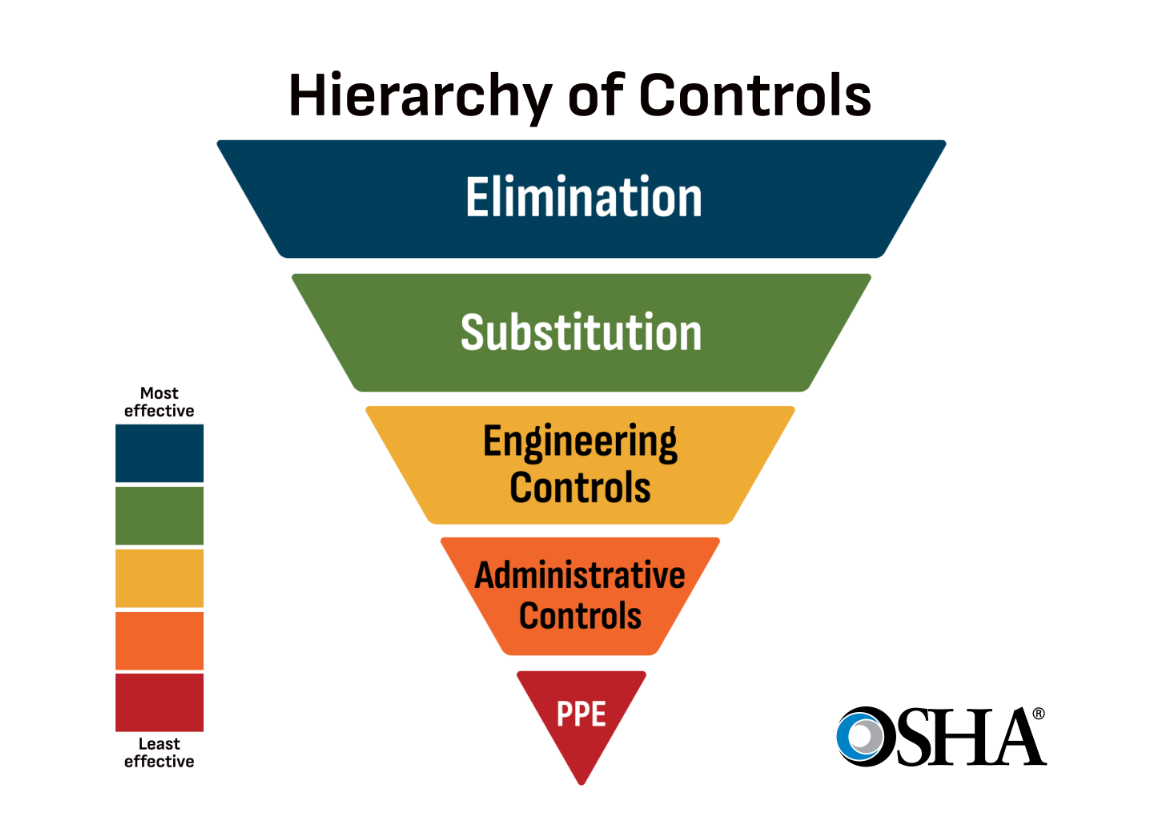 Hierarchy of Controls
Elimination
Substitution
Engineering
Controls
Administrative
Controls
PPE
Most
effective
Least
effective
OSHA®